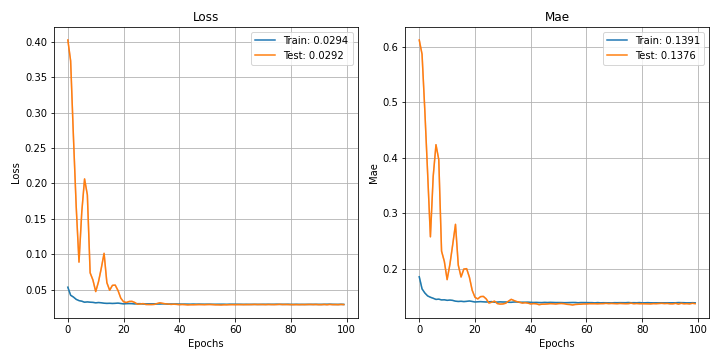 Loss
Train: 0.0294
Test: 0.0292
0.40
0.35
0.30
0.25
0.20
0.15
0.10
0.05
Loss
0 20 40 60 80 100
Epochs
Mae
Train: 0.1391
Test: 0.1376
0.6
0.5
0.4
0.3
0.2
Mae
0 20 40 60 80 100
Epochs